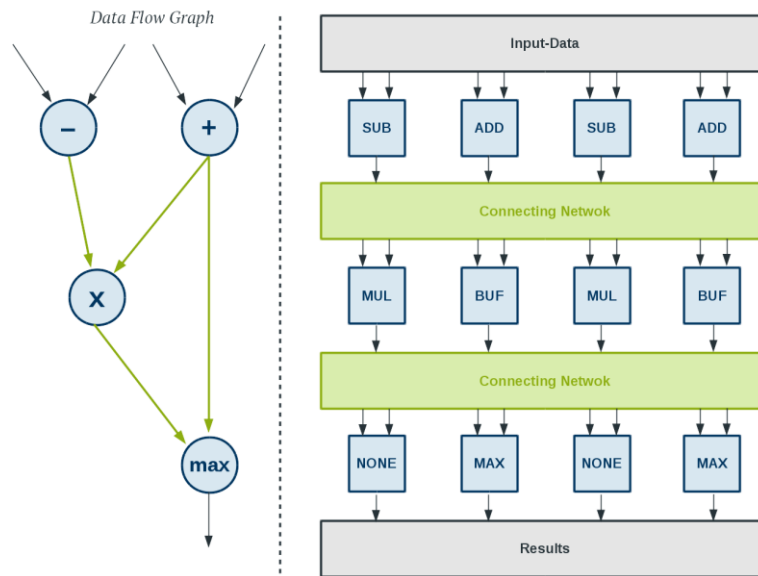 Data Flow Graph
–
+
x
max
Input-Data
SUB ADD SUB ADD
Connecting Netwok
MUL BUF MUL BUF
Connecting Netwok
NONE MAX NONE MAX
Results